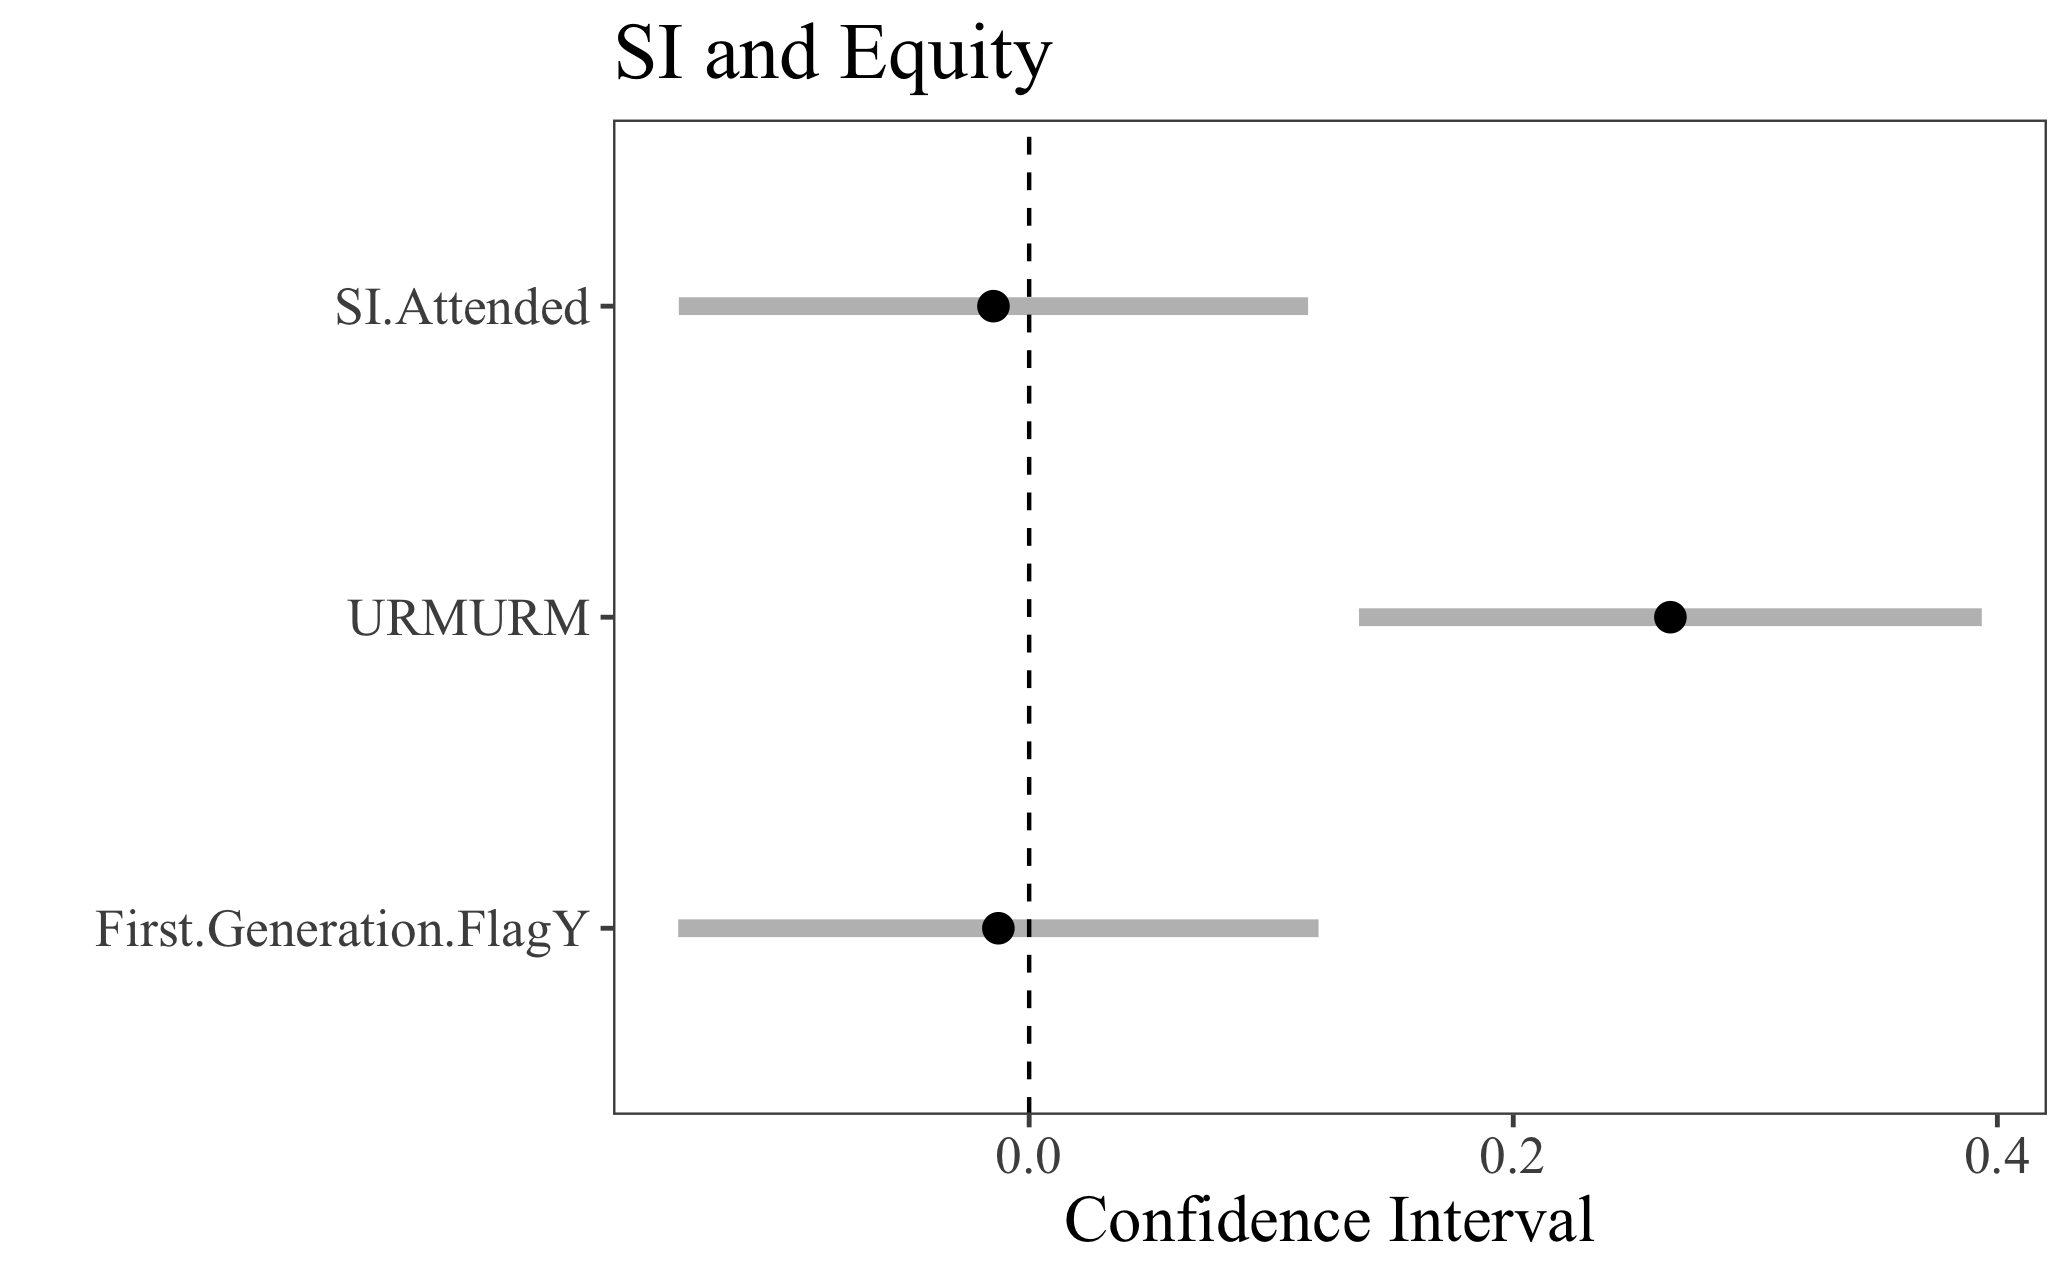 SI and Equity
SI.Attended
URMURM
First.Generation.FlagY
0.0 0.2 0.4
Confidence Interval